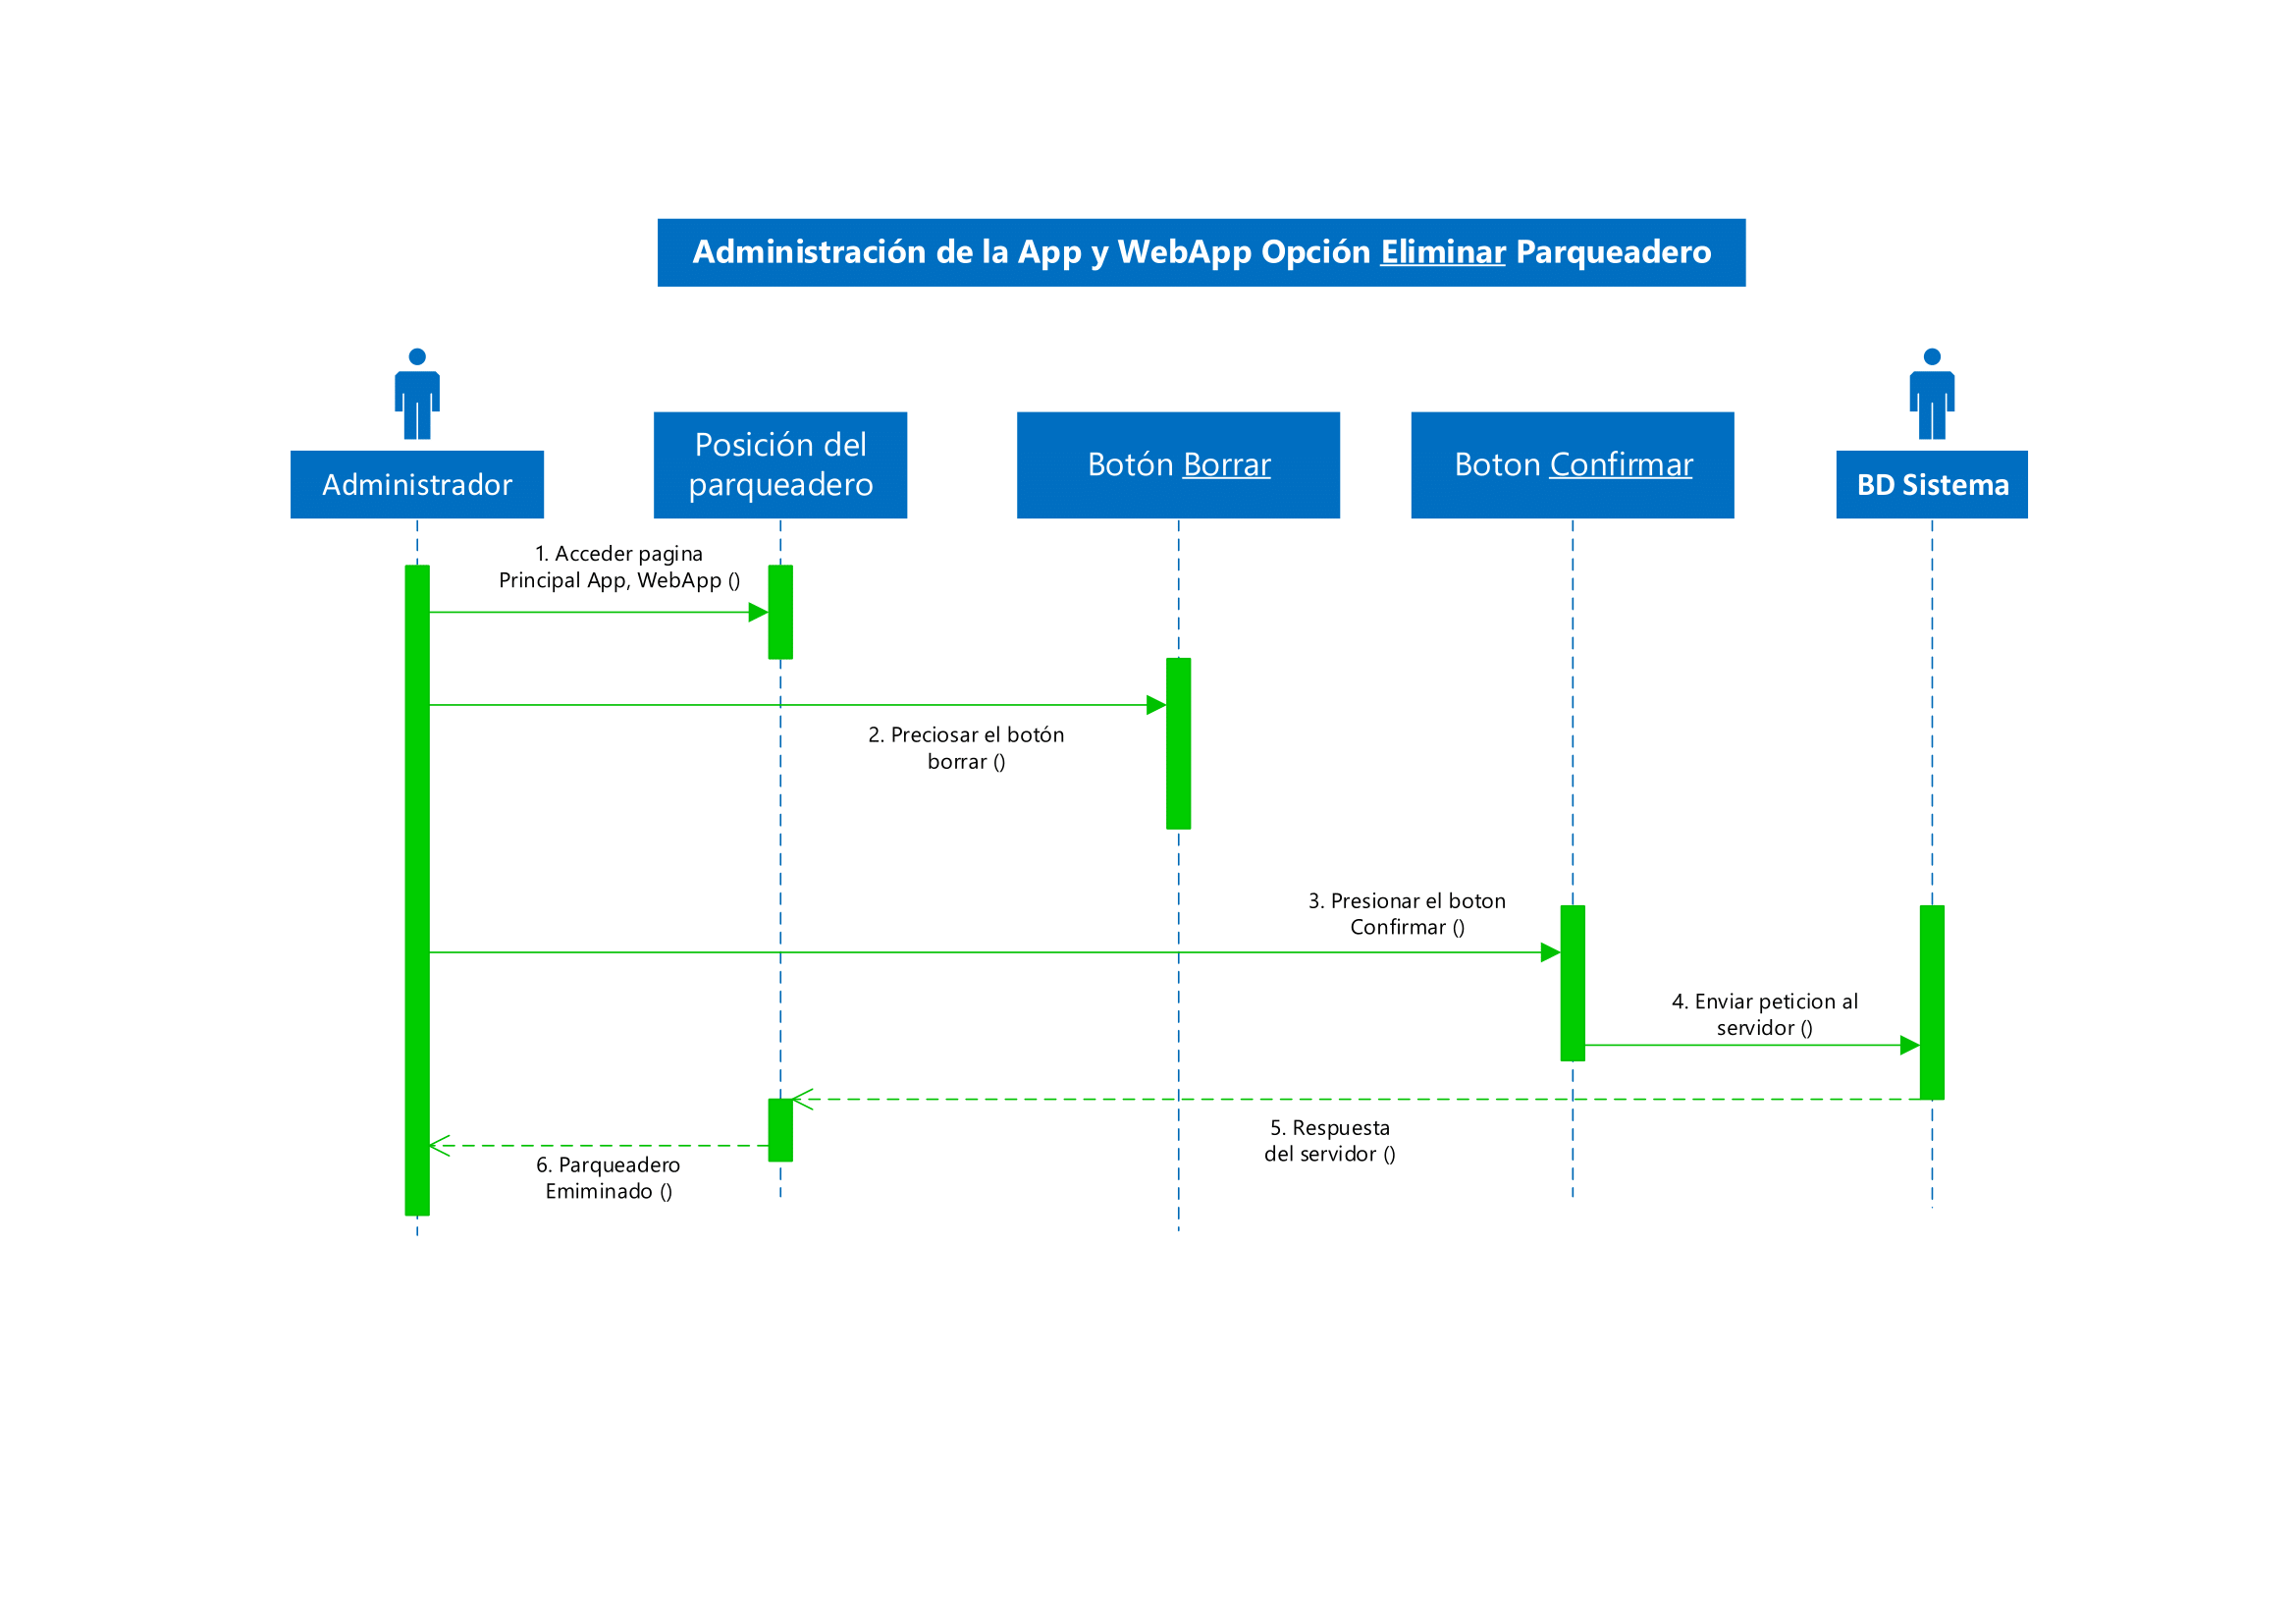 Administración de la App y WebApp Opción Eliminar Parqueadero
Administrador
Posición del
parqueadero
Botón Borrar
Boton Confirmar
BD Sistema
1. Acceder pagina
Principal App, WebApp ()
2. Preciosar el botón
borrar ()
3. Presionar el boton
Confirmar ()
4. Enviar peticion al
servidor ()
5. Respuesta
del servidor ()
6. Parqueadero
Emiminado ()